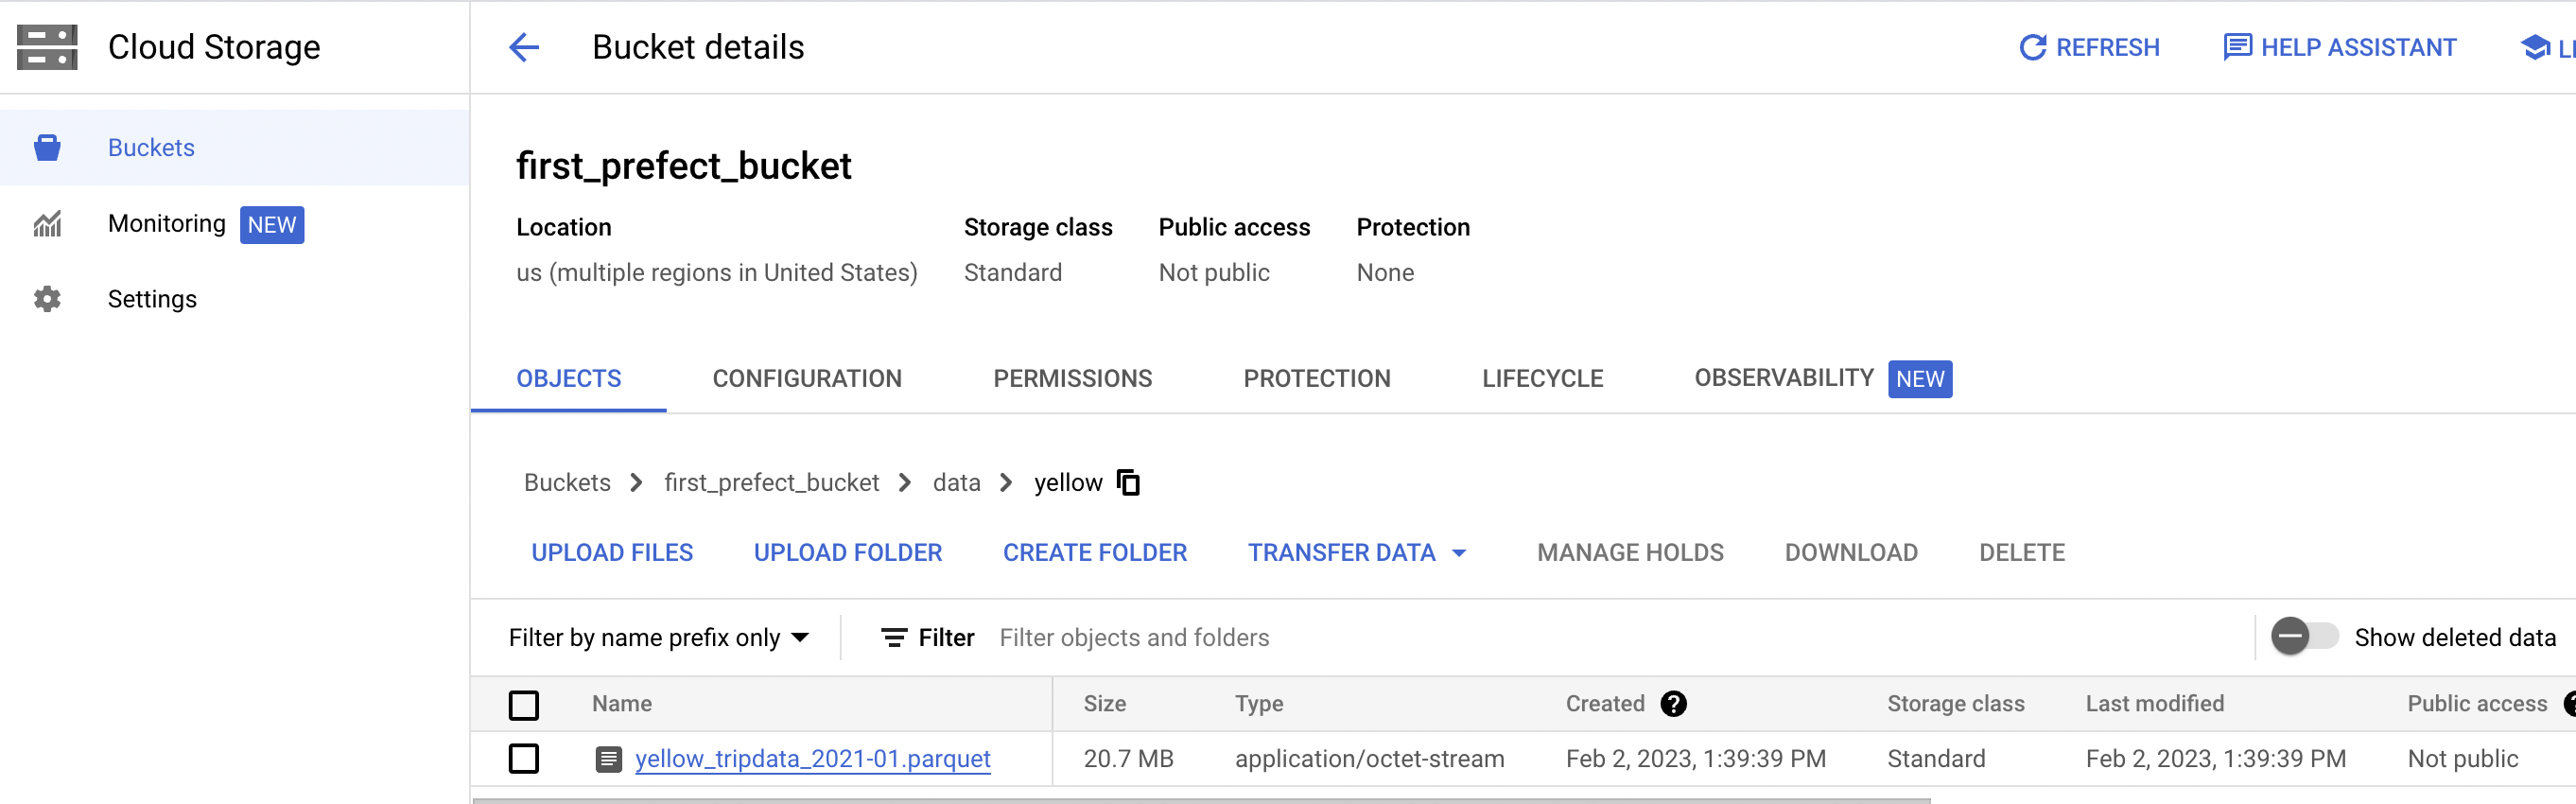 Cloud Storage
Bucket details
REFRESH
HELP ASSISTANT
Buckets
Monitoring NEW
Settings
first_prefect_bucket
Location Storage class Public access Protection
us (multiple regions in United States) Standard Not public None
OBJECTS CONFIGURATION PERMISSIONS PROTECTION LIFECYCLE OBSERVABILITY NEW
Buckets > first_prefect_bucket > data > yellow
UPLOAD FILES UPLOAD FOLDER CREATE FOLDER TRANSFER DATA MANAGE HOLDS DOWNLOAD DELETE
Filter by name prefix only Filter Filter objects and folders Show deleted data
Name Size Type Created Storage class Last modified Public access
yellow_tripdata_2021-01.parquet 20.7 MB application/octet-stream Feb 2, 2023, 1:39:39 PM Standard Feb 2, 2023, 1:39:39 PM Not public